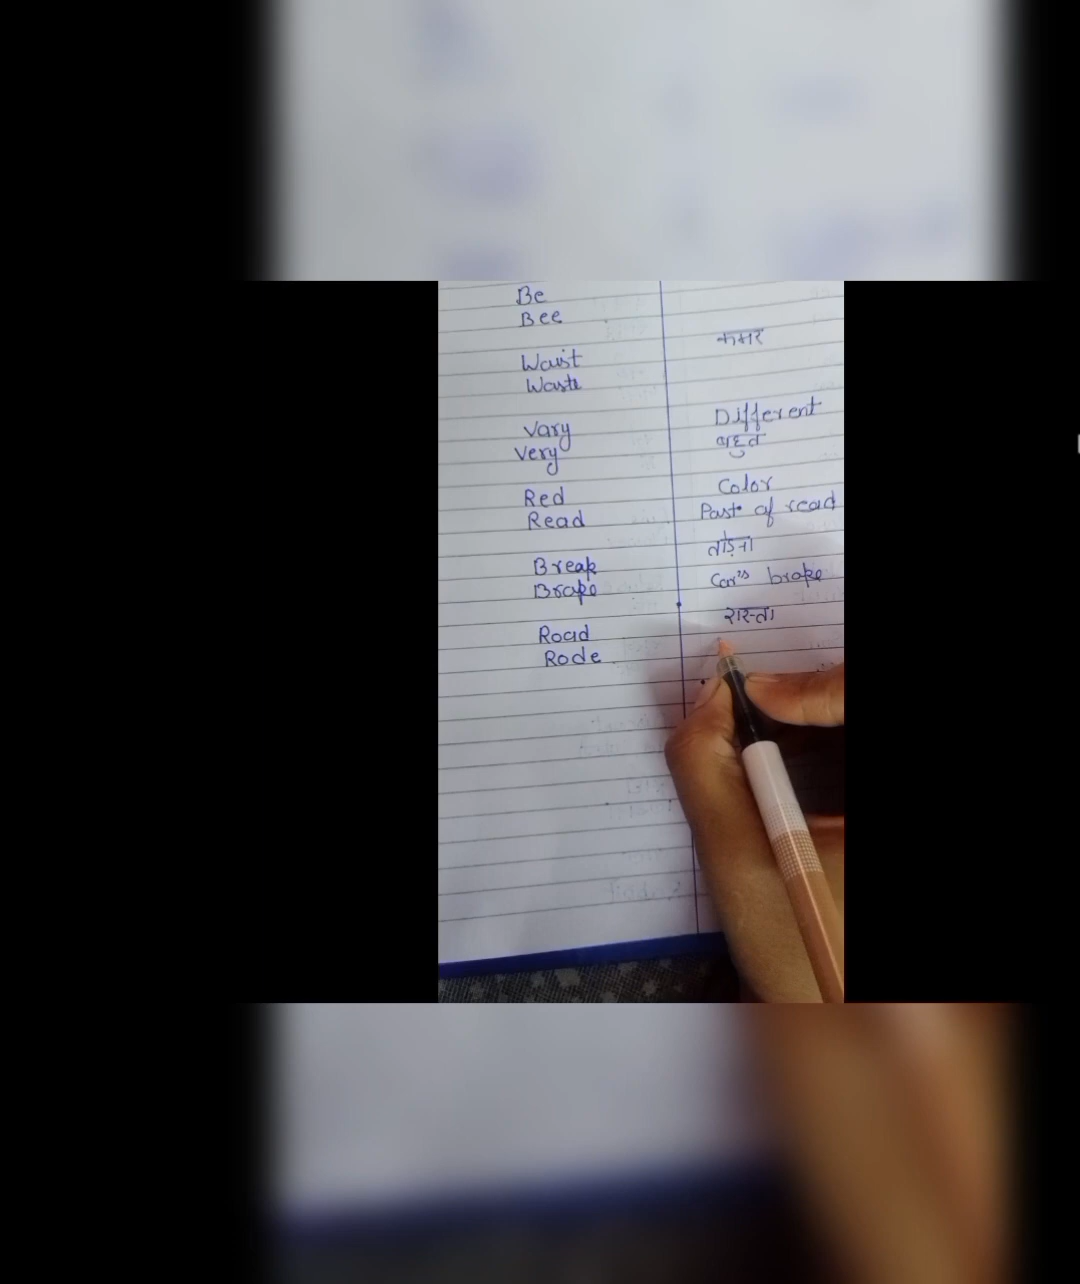 Be
Bee
Waist कमर
Waste
Vary Different
Very बहुत
Red Color
Read Past of read
Break तोड़ना
Brake Car's brake
Road रास्ता
Rode